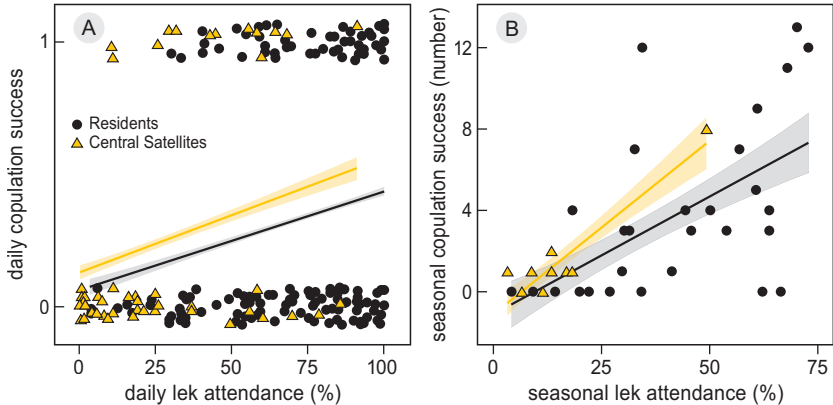 A
daily copulation success
1
0
Residents
Central Satellites
0
25
50
75
100
daily lek attendance (%)
B
seasonal copulation success (number)
12
8
4
0
0
25
50
75
seasonal lek attendance (%)